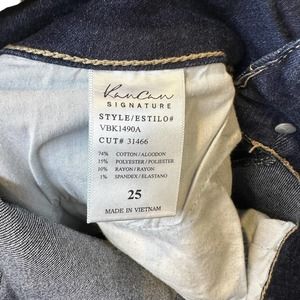 KanCan
SIGNATURE
STYLE/ESTILO#
VBK1490A
CUT# 31466
74% COTTON/ALGODON
15% POLYESTER/POLIESTER
10% RAYON/RAYON
1% SPANDEX/ELASTANO
25
MADE IN VIETNAM